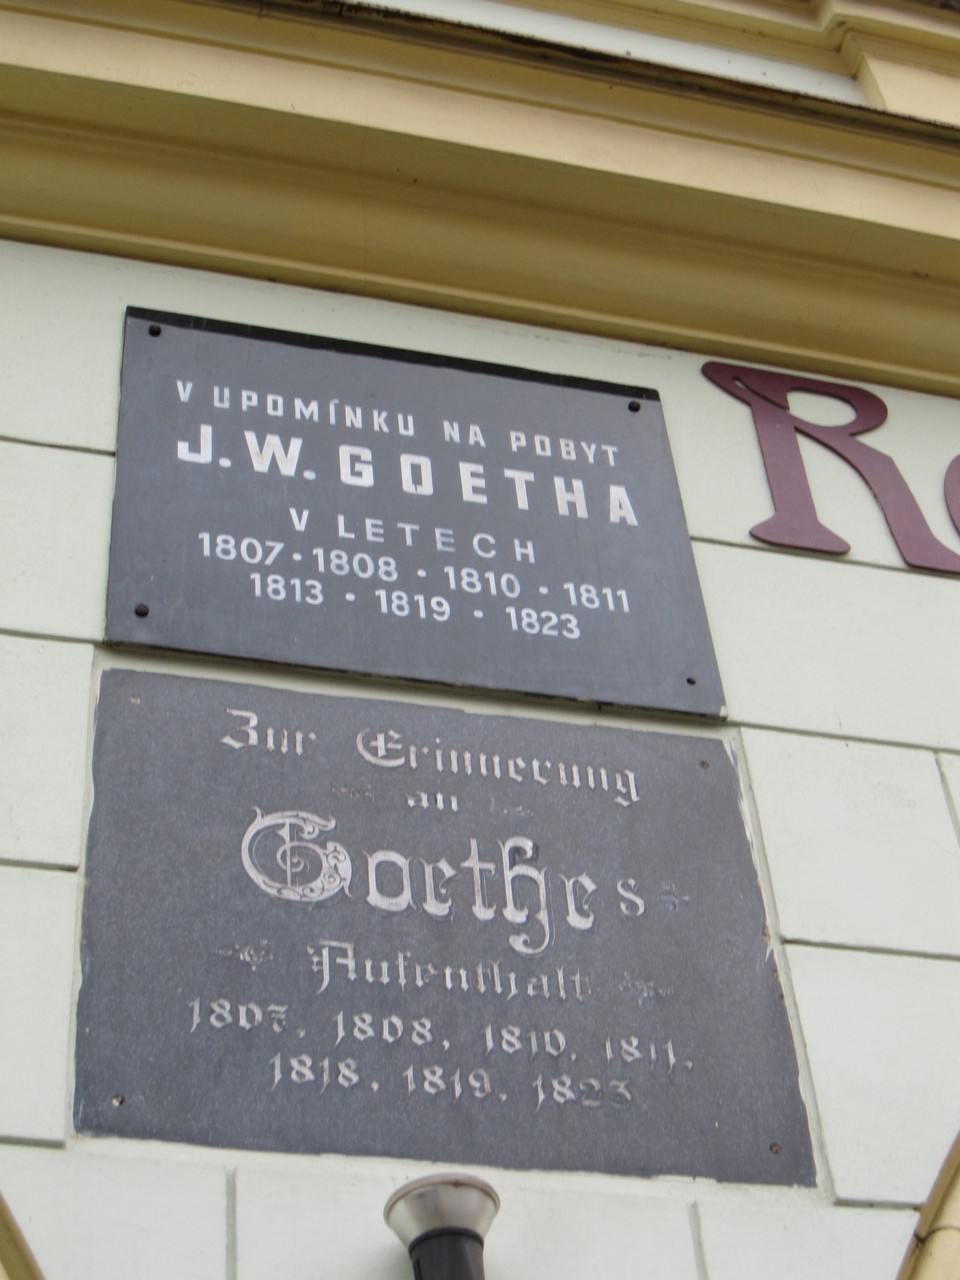 V UPOMÍNKU NA POBYT
J.W. GOETHA
V LETECH
1807 · 1808 · 1810 · 1811
1813 · 1819 · 1823
Zur Erinnerung
an
Goethes
Aufenthalt
1807, 1808, 1810, 1811,
1818, 1819, 1823